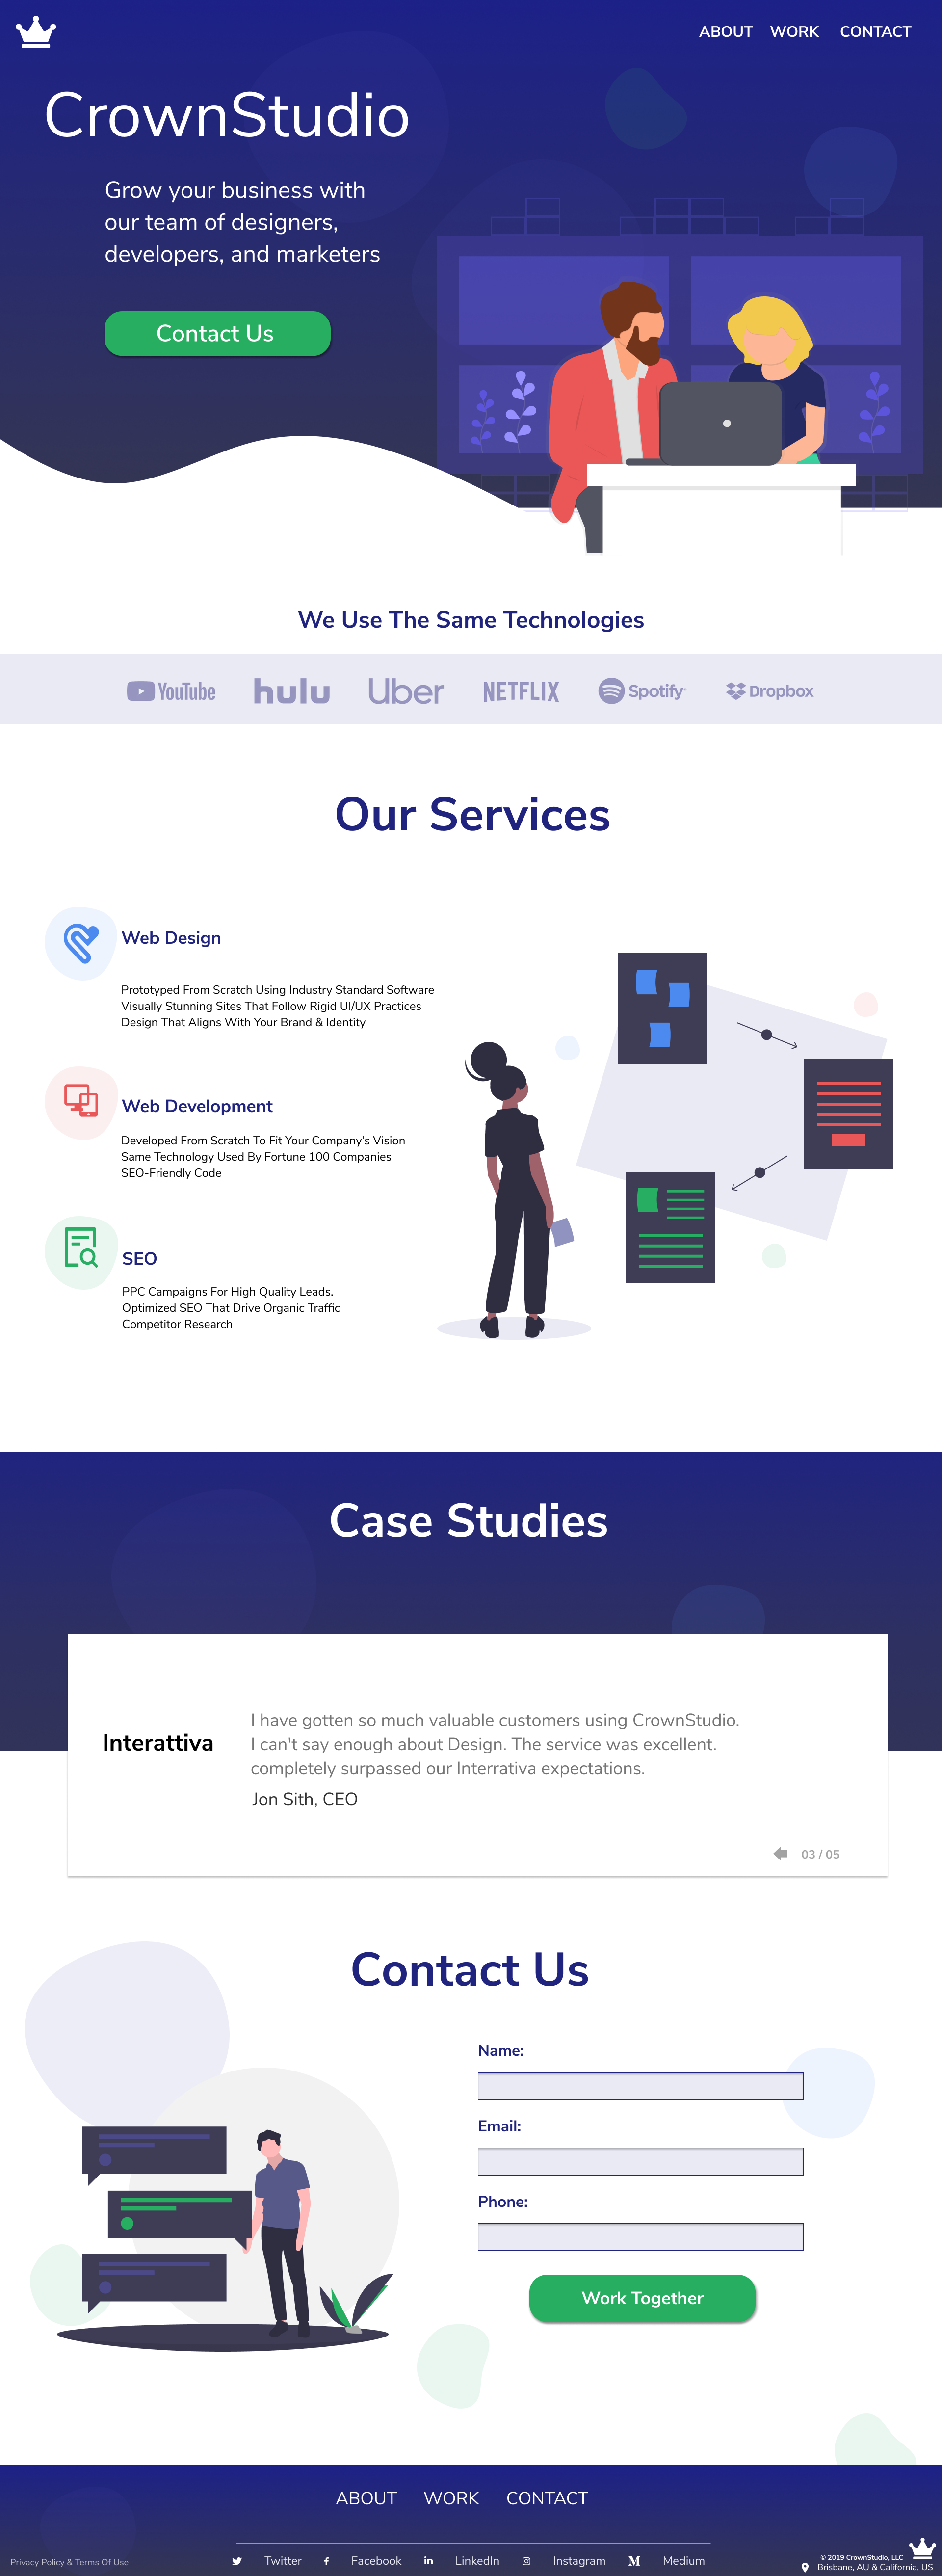 ABOUT WORK CONTACT
CrownStudio
Grow your business with
our team of designers,
developers, and marketers
Contact Us
We Use The Same Technologies
YouTube hulu Uber NETFLIX Spotify Dropbox
Our Services
Web Design
Prototyped From Scratch Using Industry Standard Software
Visually Stunning Sites That Follow Rigid UI/UX Practices
Design That Aligns With Your Brand & Identity
Web Development
Developed From Scratch To Fit Your Company's Vision
Same Technology Used By Fortune 100 Companies
SEO-Friendly Code
SEO
PPC Campaigns For High Quality Leads.
Optimized SEO That Drive Organic Traffic
Competitor Research
Case Studies
Interattiva
I have gotten so much valuable customers using CrownStudio.
I can't say enough about Design. The service was excellent.
completely surpassed our Interrativa expectations.
Jon Sith, CEO
03 / 05
Contact Us
Name:
Email:
Phone:
Work Together
ABOUT WORK CONTACT
Privacy Policy & Terms Of Use
Twitter Facebook LinkedIn Instagram Medium
© 2019 CrownStudio, LLC
Brisbane, AU & California, US